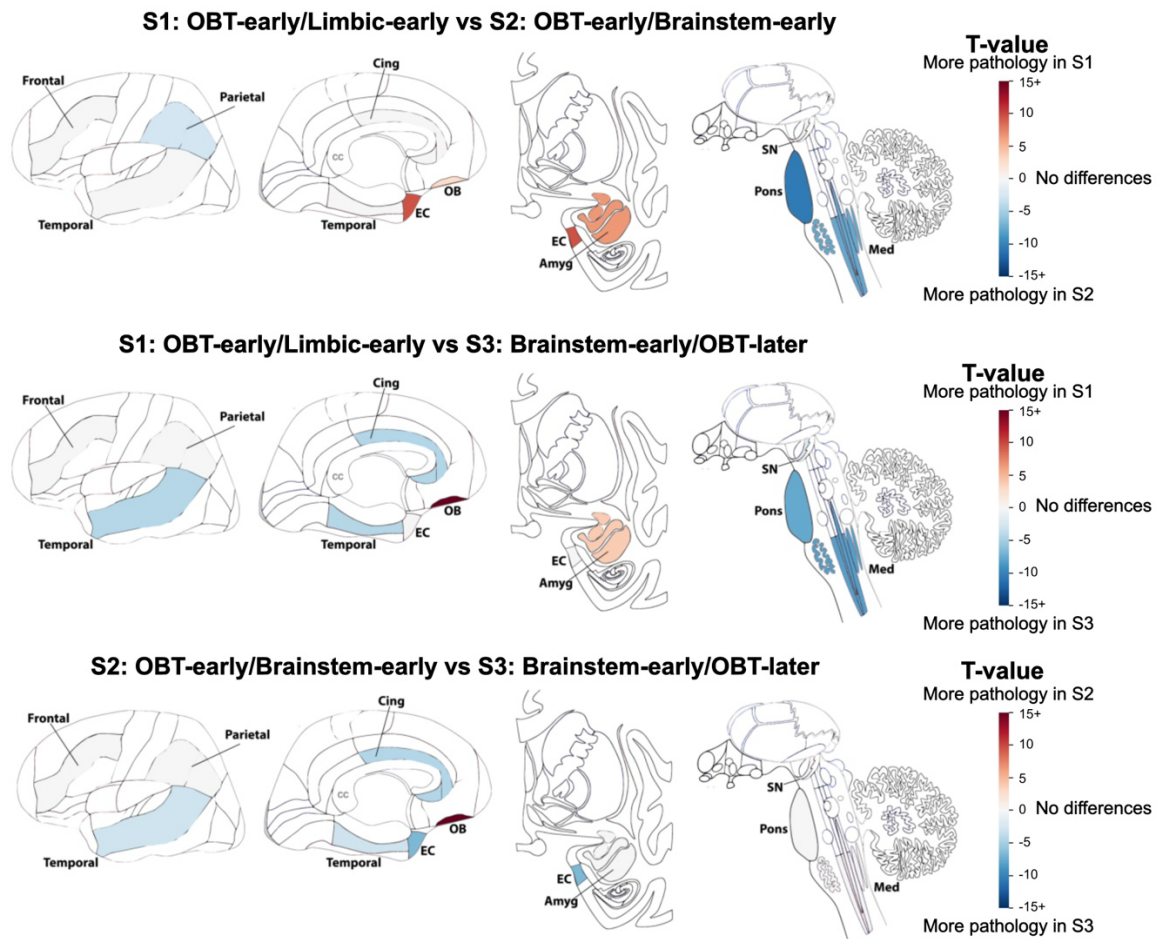 S1: OBT-early/Limbic-early vs S2: OBT-early/Brainstem-early
T-value
More pathology in S1
Frontal
Parietal
Temporal
Cing
cc
OB
EC
Temporal
EC
Amyg
SN
Pons
Med
15+
10
5
0 No differences
-5
-10
-15+
More pathology in S2
S1: OBT-early/Limbic-early vs S3: Brainstem-early/OBT-later
T-value
More pathology in S1
Frontal
Parietal
Temporal
Cing
cc
OB
EC
Temporal
EC
Amyg
SN
Pons
Med
15+
10
5
0 No differences
-5
-10
-15+
More pathology in S3
S2: OBT-early/Brainstem-early vs S3: Brainstem-early/OBT-later
T-value
More pathology in S2
Frontal
Parietal
Temporal
Cing
cc
OB
EC
Temporal
EC
Amyg
SN
Pons
Med
15+
10
5
0 No differences
-5
-10
-15+
More pathology in S3